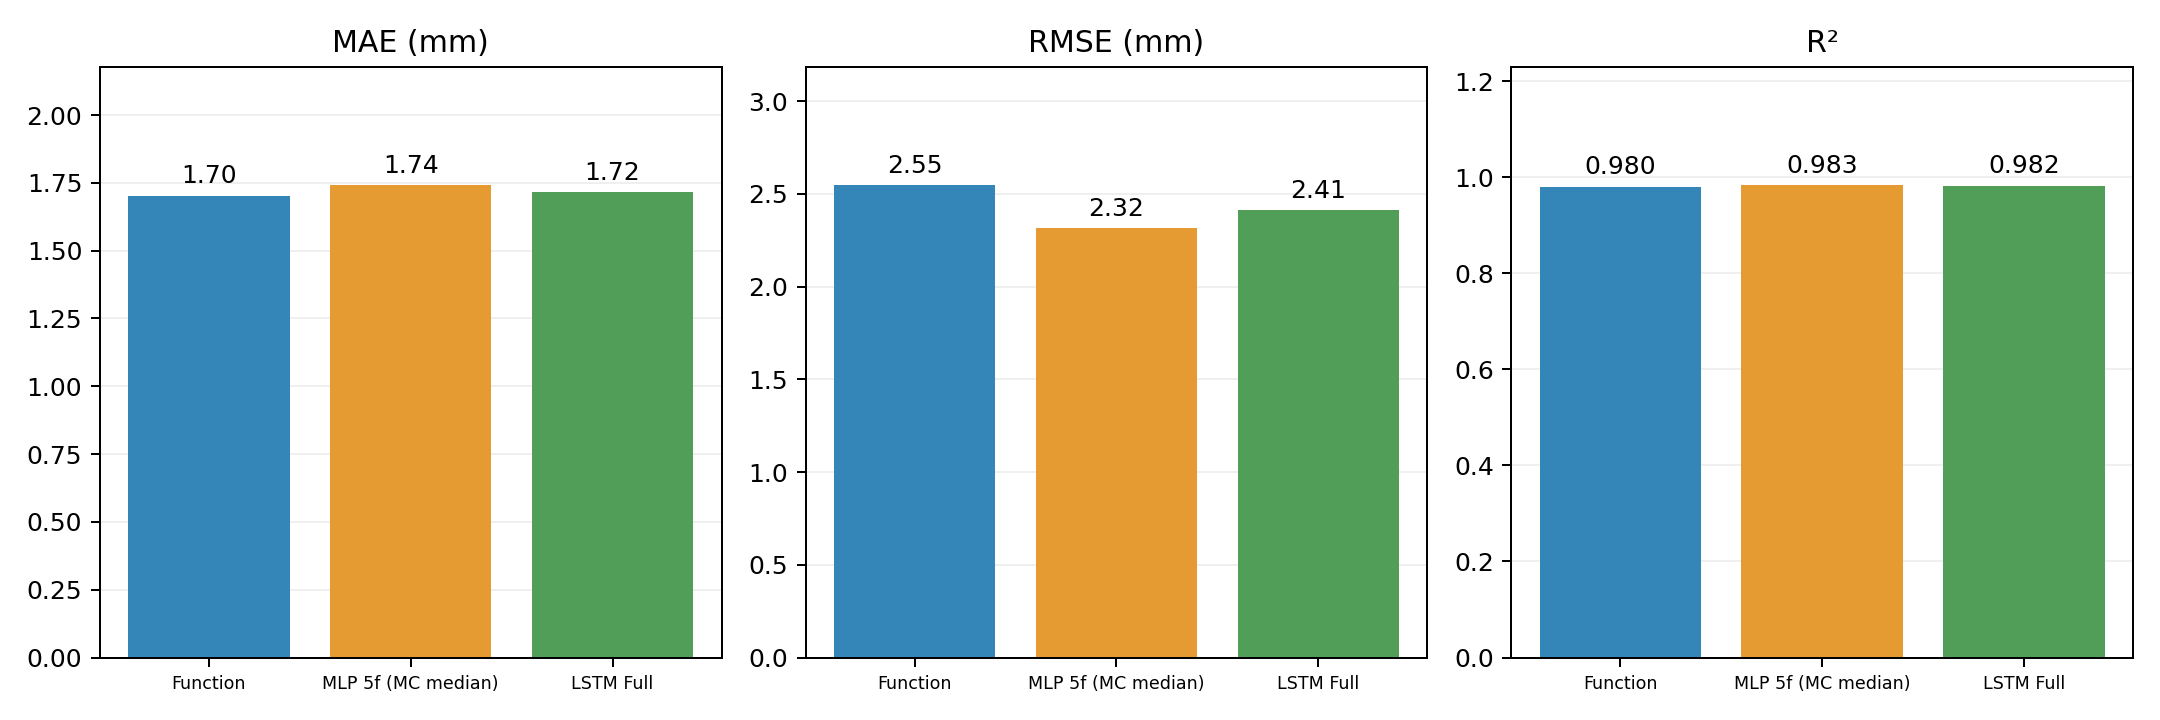 MAE (mm)
2.00
1.75
1.50
1.25
1.00
0.75
0.50
0.25
0.00
1.70
1.74
1.72
Function
MLP 5f (MC median)
LSTM Full
RMSE (mm)
3.0
2.5
2.0
1.5
1.0
0.5
0.0
2.55
2.32
2.41
Function
MLP 5f (MC median)
LSTM Full
R²
1.2
1.0
0.8
0.6
0.4
0.2
0.0
0.980
0.983
0.982
Function
MLP 5f (MC median)
LSTM Full